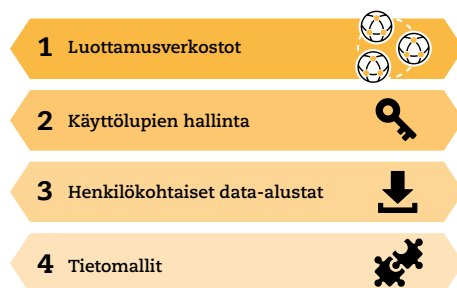 1 Luottamusverkostot
2 Käyttölupien hallinta
3 Henkilökohtaiset data-alustat
4 Tietomallit